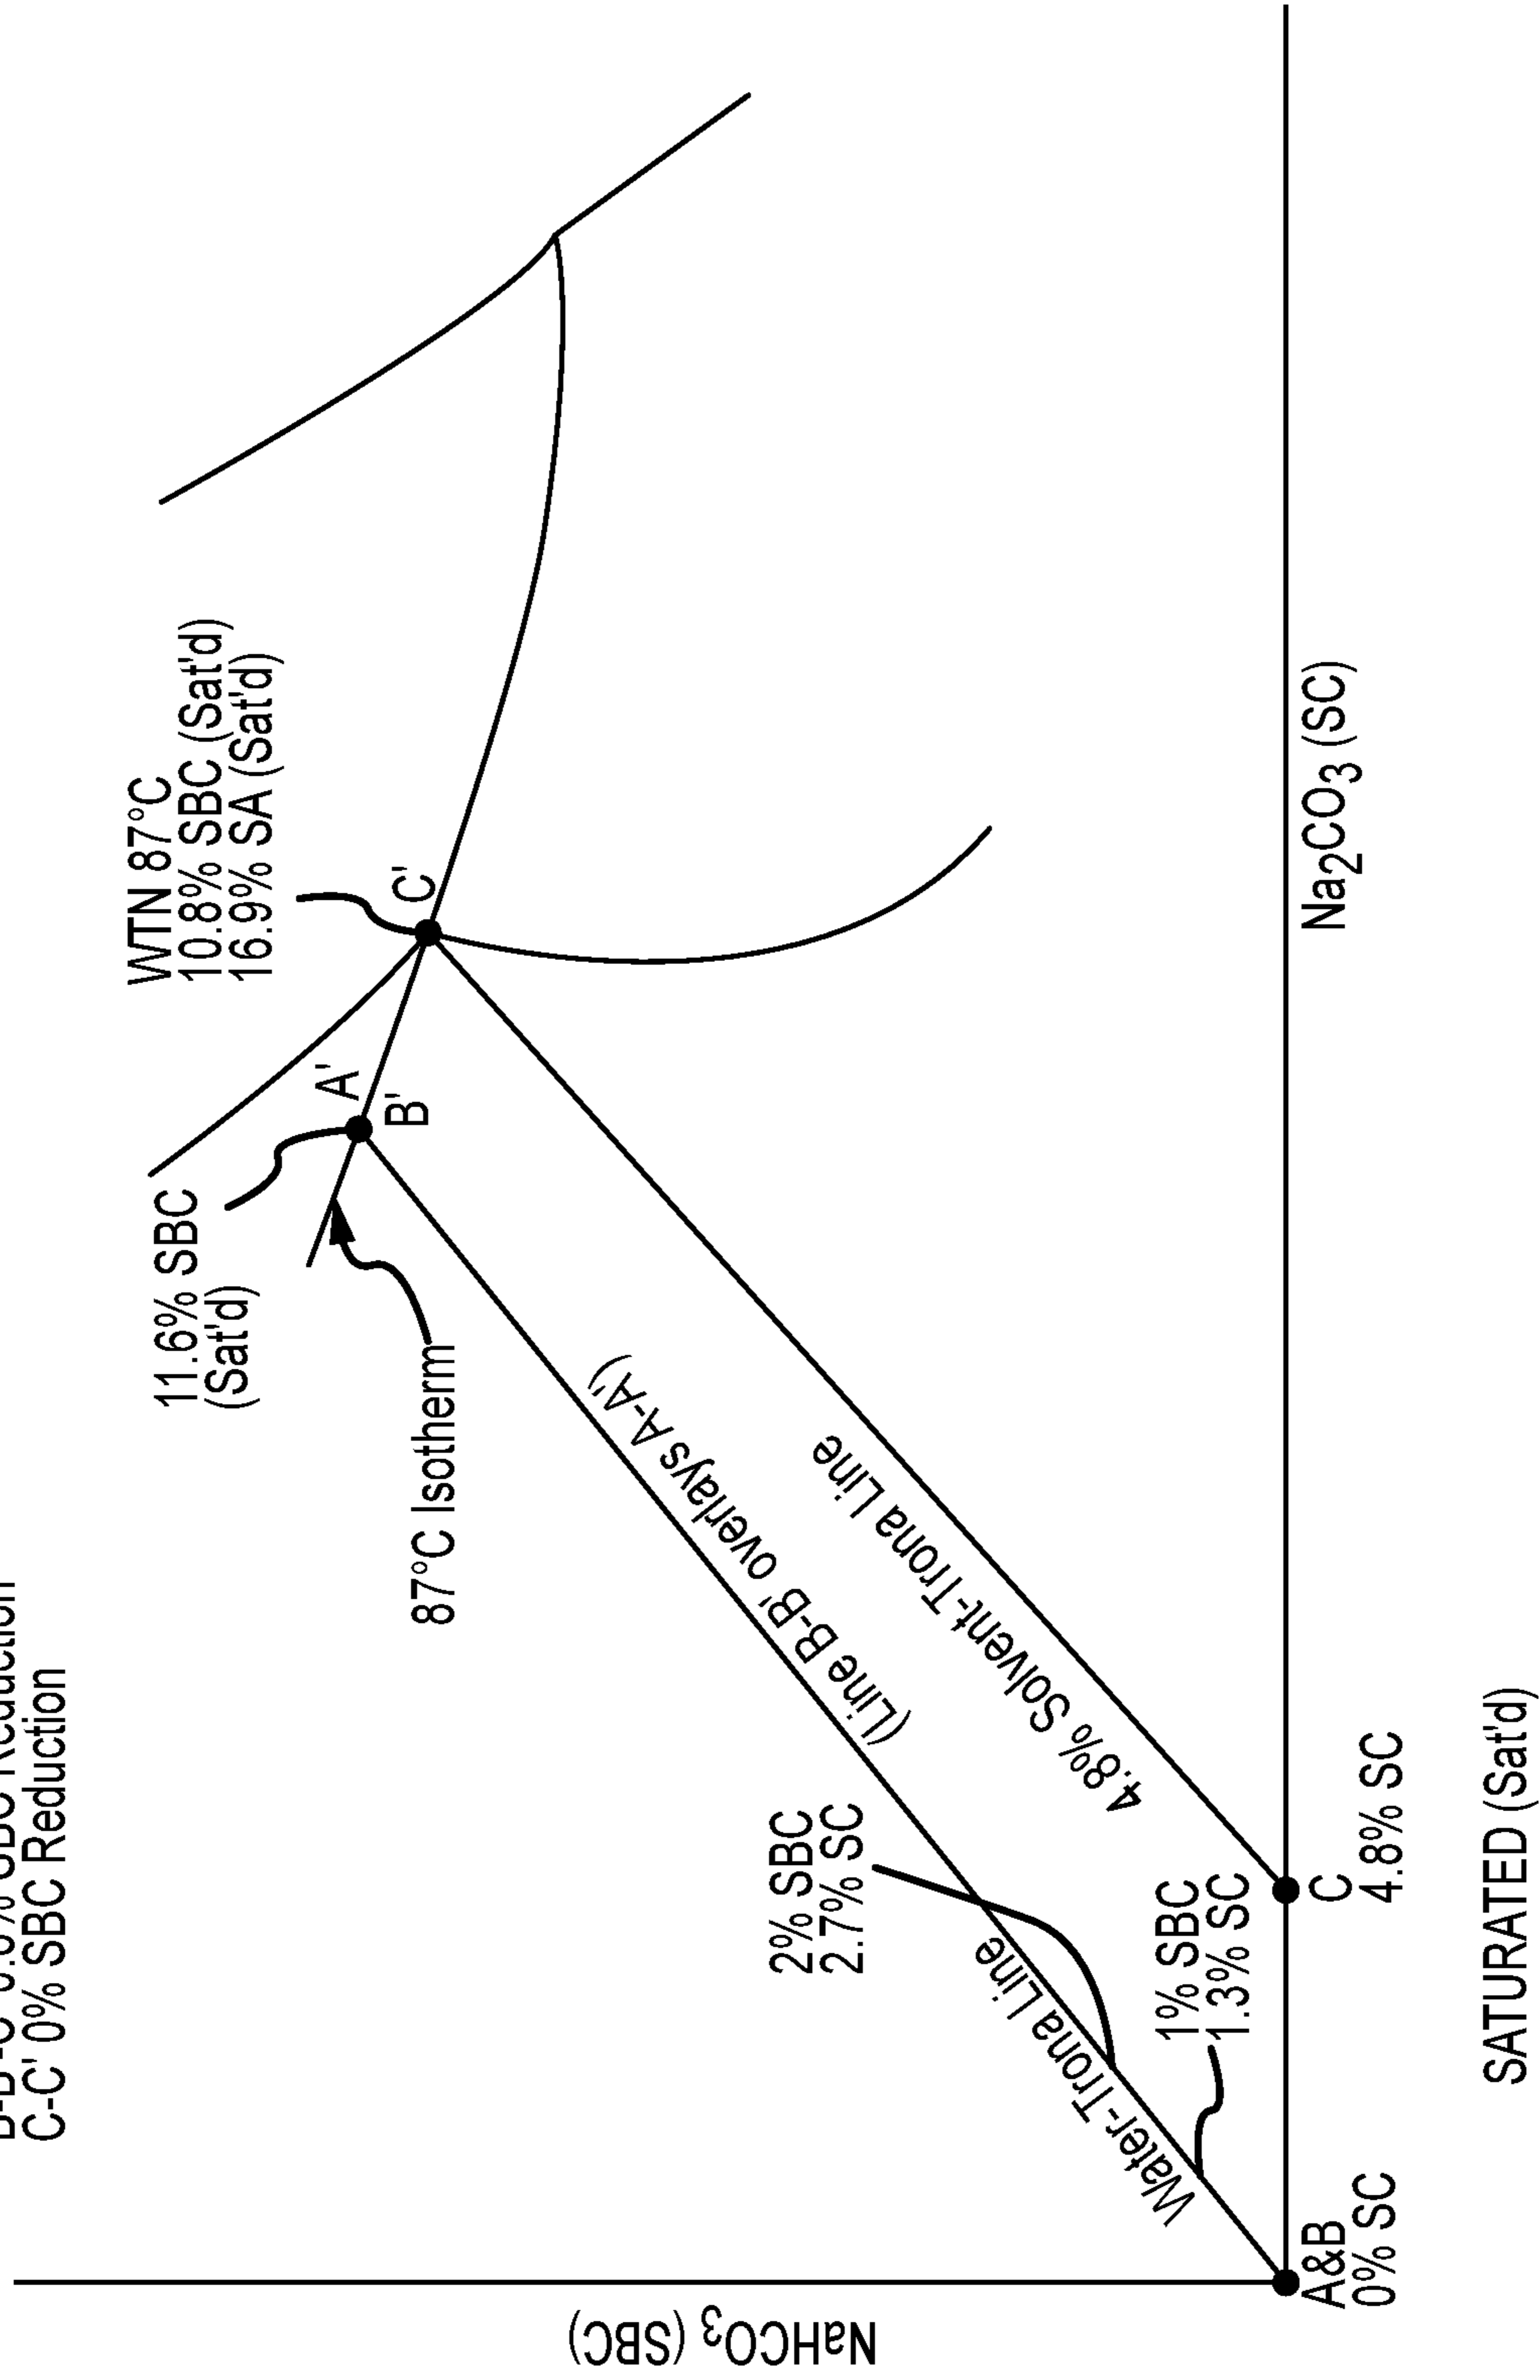 C-C' 0% SBC Reduction
WTN 87°C
10.8% SBC (Sat'd)
16.9% SA (Sat'd)
11.6% SBC
(Sat'd)
A'
B'
C'
87°C Isotherm
(Line B-B' overlays A-A')
4.8% Solvent-Trona Line
2% SBC
2.7% SC
Water-Trona Line
1% SBC
1.3% SC
NaHCO3 (SBC)
A&B
0% SC
C
4.8% SC
Na2CO3 (SC)
SATURATED (Sat'd)